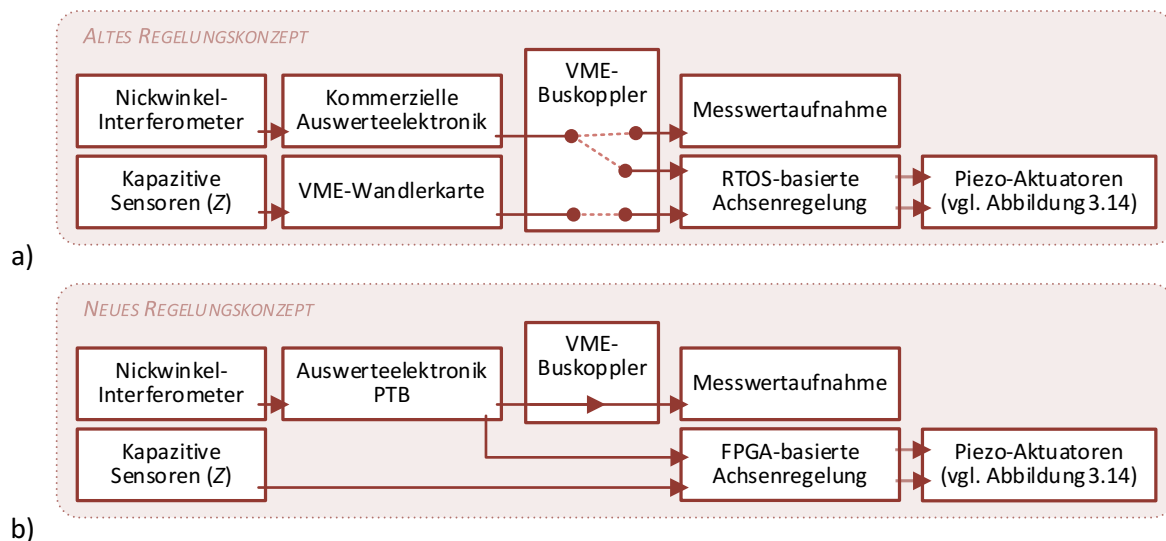 ALTES REGELUNGSKONZEPT
Nickwinkel-
Interferometer
Kommerzielle
Auswerteelektronik
VME-
Buskoppler
Messwertaufnahme
Kapazitive
Sensoren (Z)
VME-Wandlerkarte
RTOS-basierte
Achsenregelung
Piezo-Aktuatoren
(vgl. Abbildung 3.14)
a)
NEUES REGELUNGSKONZEPT
Nickwinkel-
Interferometer
Auswerteelektronik
PTB
VME-
Buskoppler
Messwertaufnahme
Kapazitive
Sensoren (Z)
FPGA-basierte
Achsenregelung
Piezo-Aktuatoren
(vgl. Abbildung 3.14)
b)